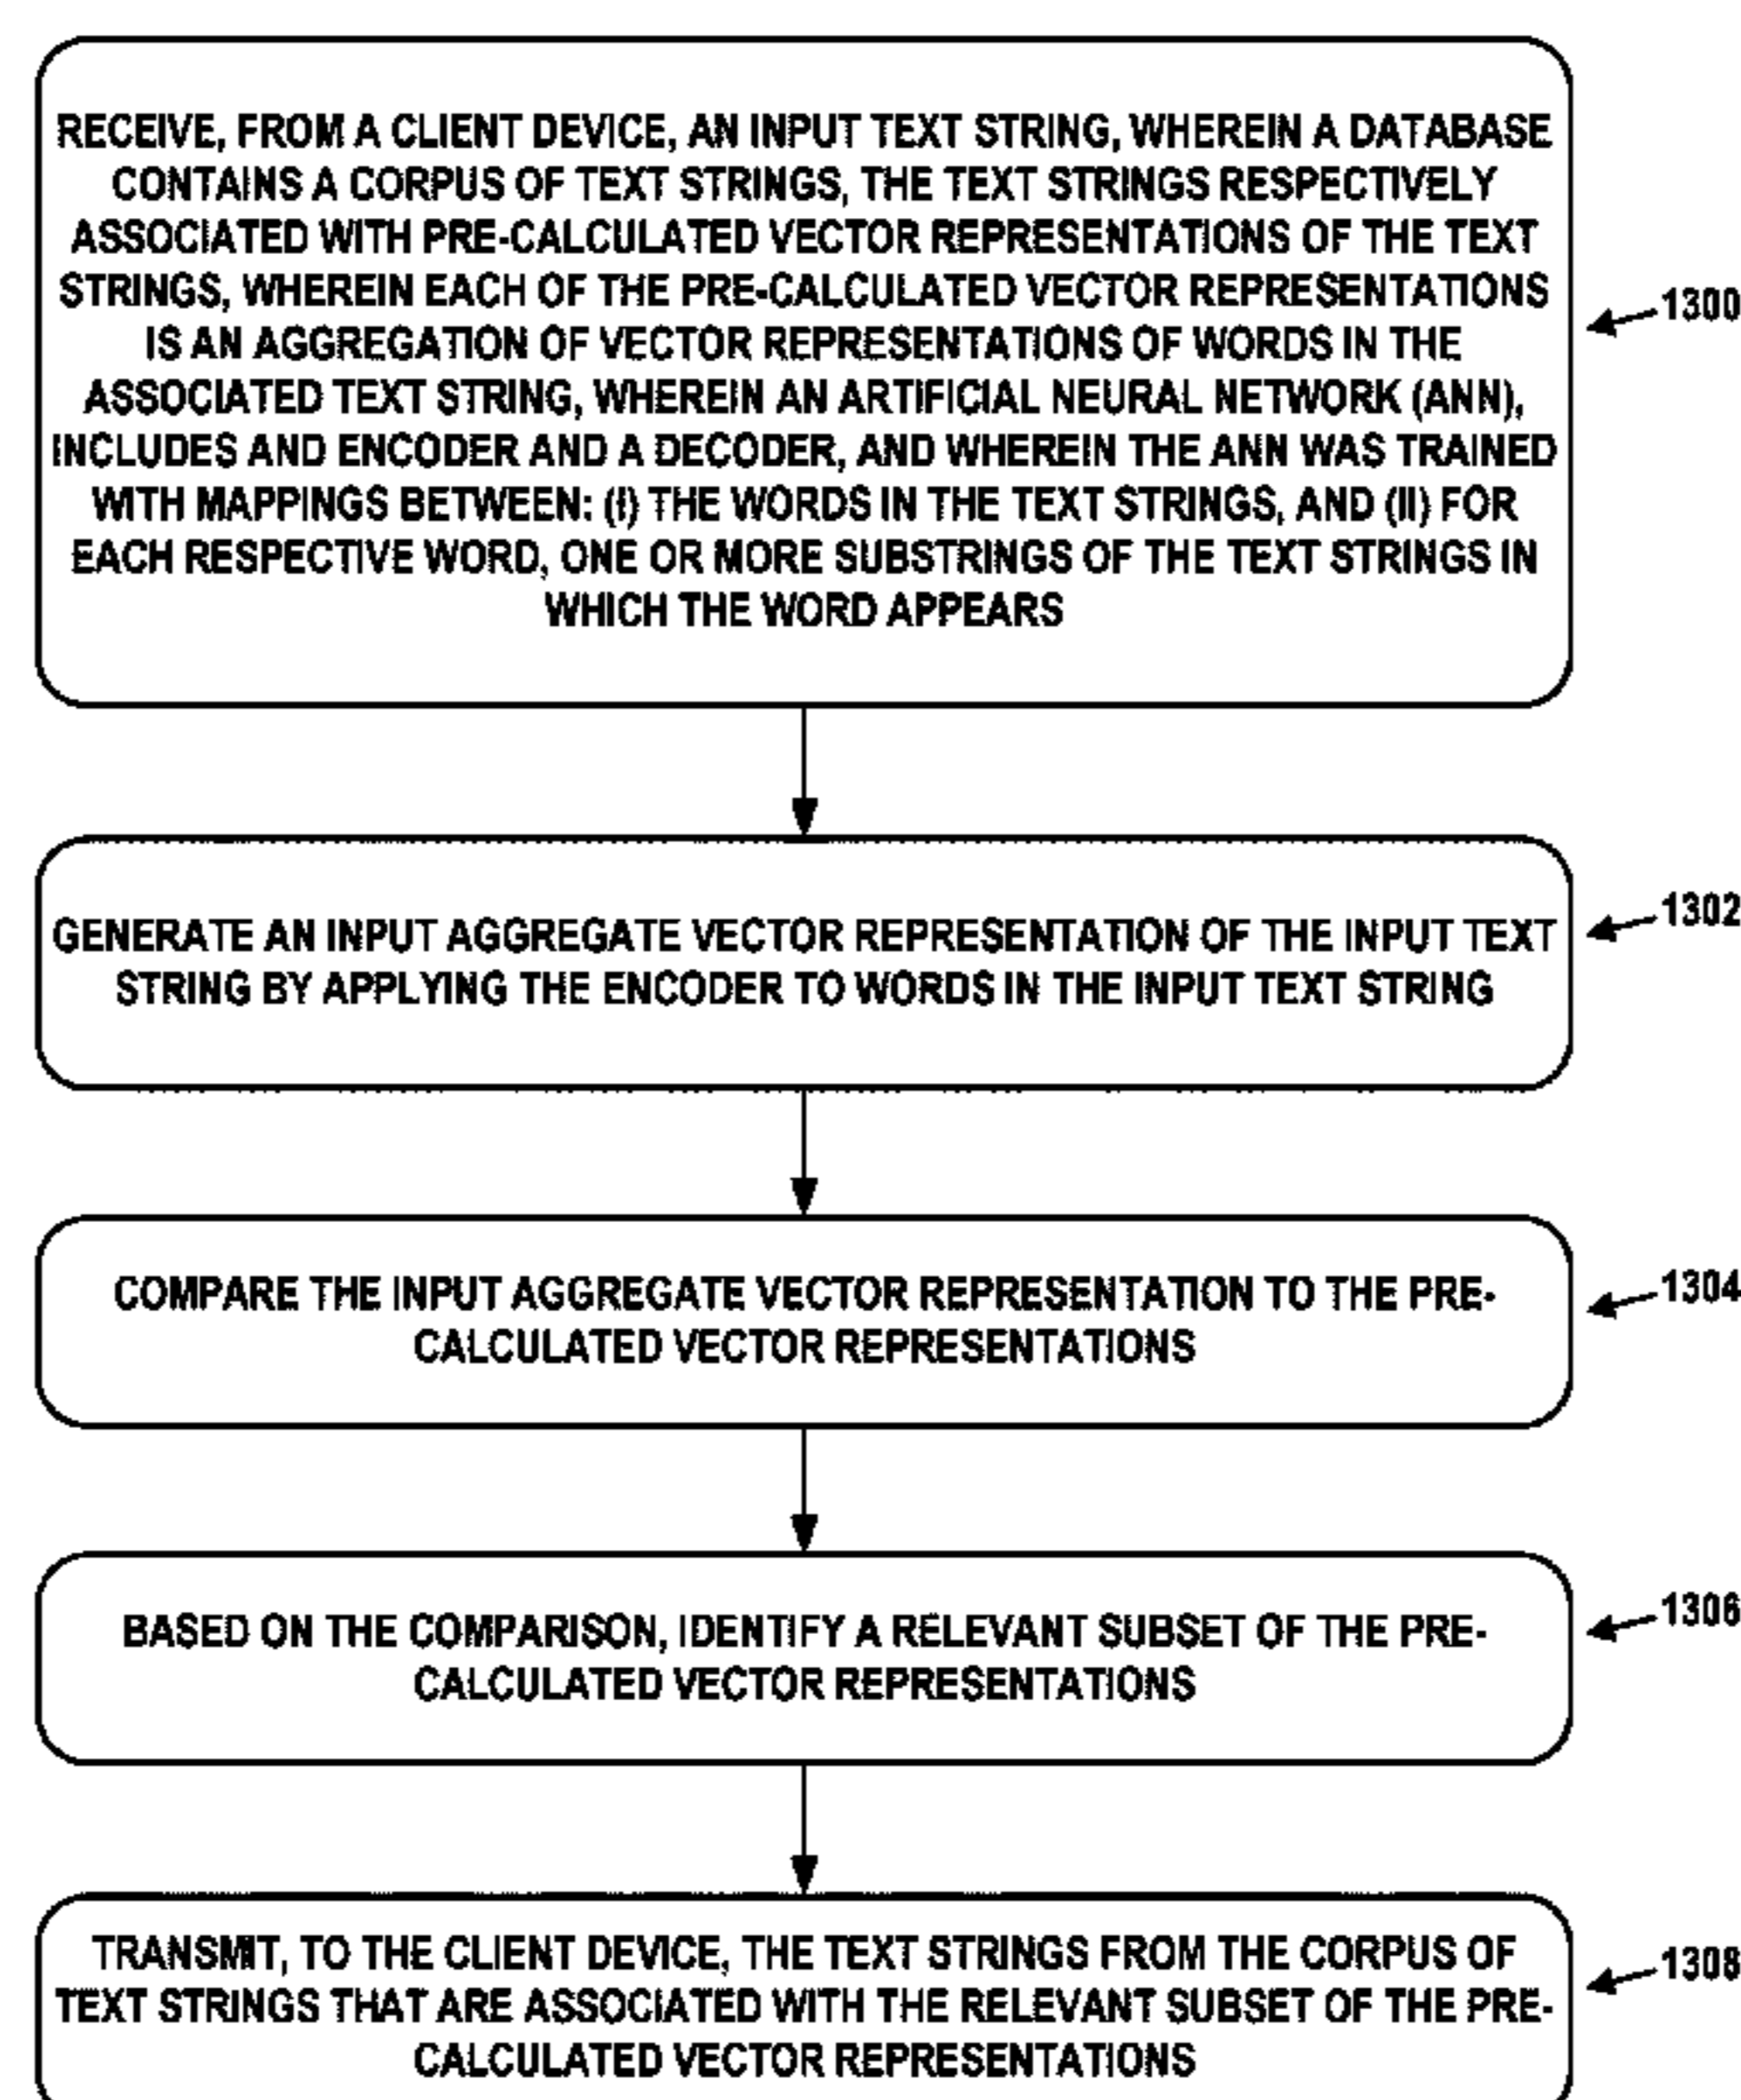 RECEIVE, FROM A CLIENT DEVICE, AN INPUT TEXT STRING, WHEREIN A DATABASE
CONTAINS A CORPUS OF TEXT STRINGS, THE TEXT STRINGS RESPECTIVELY
ASSOCIATED WITH PRE-CALCULATED VECTOR REPRESENTATIONS OF THE TEXT
STRINGS, WHEREIN EACH OF THE PRE-CALCULATED VECTOR REPRESENTATIONS
IS AN AGGREGATION OF VECTOR REPRESENTATIONS OF WORDS IN THE
ASSOCIATED TEXT STRING, WHEREIN AN ARTIFICIAL NEURAL NETWORK (ANN),
INCLUDES AND ENCODER AND A DECODER, AND WHEREIN THE ANN WAS TRAINED
WITH MAPPINGS BETWEEN: (I) THE WORDS IN THE TEXT STRINGS, AND (II) FOR
EACH RESPECTIVE WORD, ONE OR MORE SUBSTRINGS OF THE TEXT STRINGS IN
WHICH THE WORD APPEARS
1300
GENERATE AN INPUT AGGREGATE VECTOR REPRESENTATION OF THE INPUT TEXT
STRING BY APPLYING THE ENCODER TO WORDS IN THE INPUT TEXT STRING
1302
COMPARE THE INPUT AGGREGATE VECTOR REPRESENTATION TO THE PRE-
CALCULATED VECTOR REPRESENTATIONS
1304
BASED ON THE COMPARISON, IDENTIFY A RELEVANT SUBSET OF THE PRE-
CALCULATED VECTOR REPRESENTATIONS
1306
TRANSMIT, TO THE CLIENT DEVICE, THE TEXT STRINGS FROM THE CORPUS OF
TEXT STRINGS THAT ARE ASSOCIATED WITH THE RELEVANT SUBSET OF THE PRE-
CALCULATED VECTOR REPRESENTATIONS
1308